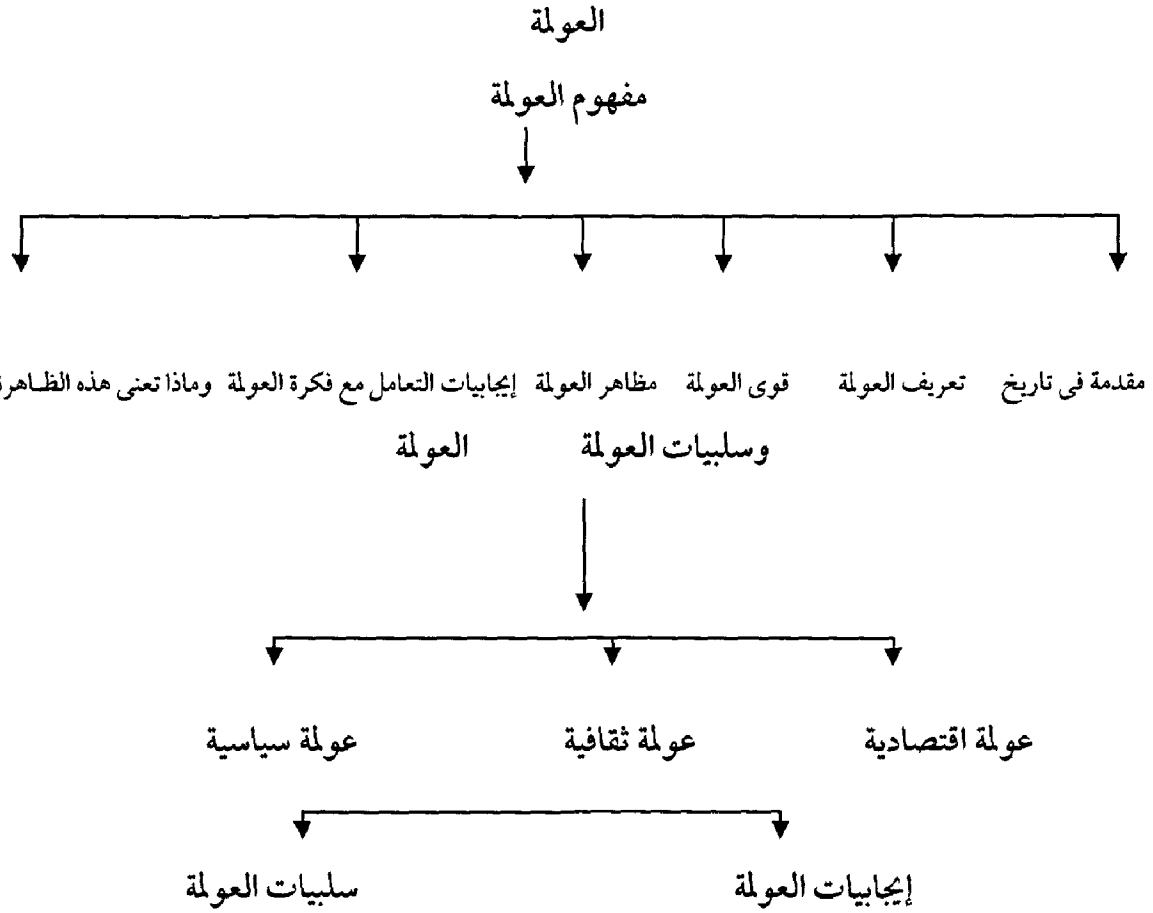 العولمة
مفهوم العولمة
مقدمة فى تاريخ تعريف العولمة قوى العولمة مظاهر العولمة إيجابيات التعامل مع فكرة العولمة وماذا تعنى هذه الظاهرة
وسلبيات العولمة العولمة
عولمة اقتصادية عولمة ثقافية عولمة سياسية
إيجابيات العولمة سلبيات العولمة